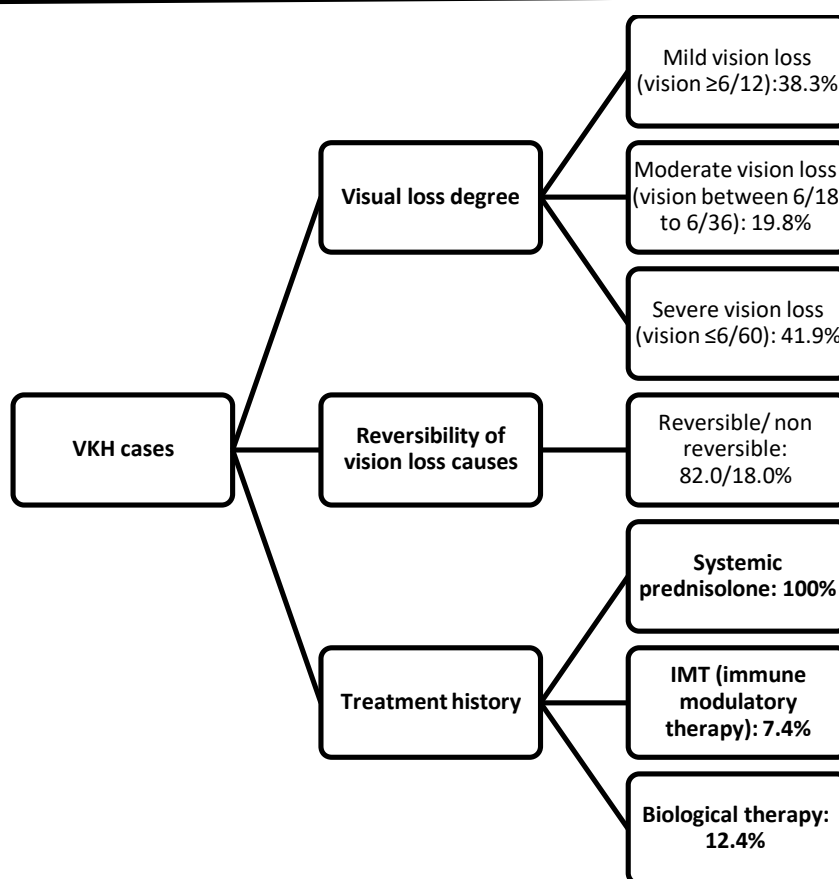 Mild vision loss
(vision ≥6/12):38.3%
Visual loss degree
Moderate vision loss
(vision between 6/18
to 6/36): 19.8%
Severe vision loss
(vision ≤6/60): 41.9%
VKH cases
Reversibility of
vision loss causes
Reversible/ non
reversible:
82.0/18.0%
Treatment history
Systemic
prednisolone: 100%
IMT (immune
modulatory
therapy): 7.4%
Biological therapy:
12.4%